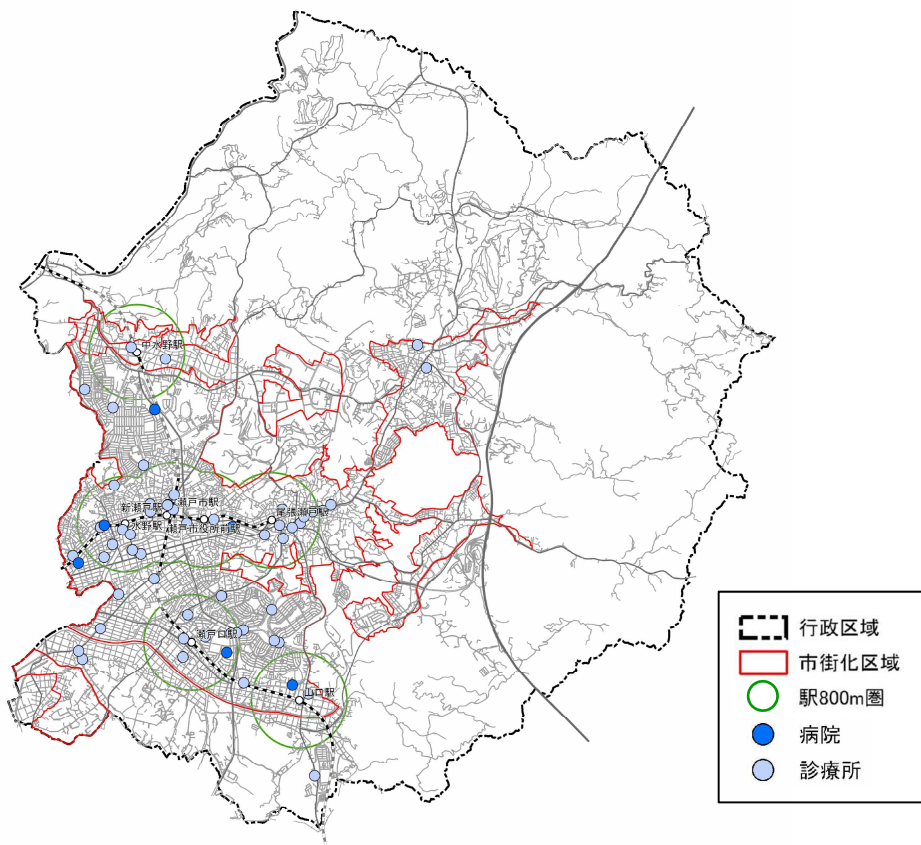 中水野駅
新瀬戸駅
瀬戸市駅
尾張瀬戸駅
水野駅
瀬戸市役所前駅
瀬戸口駅
山口駅
行政区域
市街化区域
駅800m圏
病院
診療所